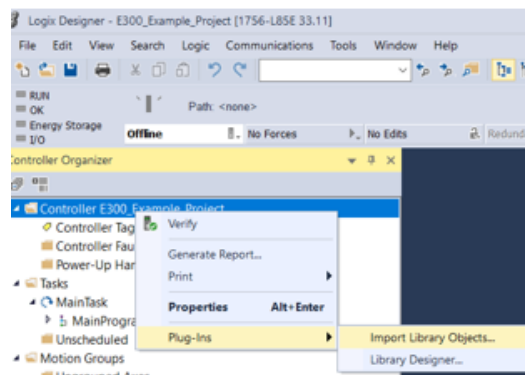 Logix Designer - E300_Example_Project [1756-L85E 33.11]
File Edit View Search Logic Communications Tools Window Help
RUN
OK
Energy Storage
I/O
Path: <none>
Offline No Forces No Edits Redund
Controller Organizer
Controller E300_Example_Project
Controller Tag
Controller Fau
Power-Up Har
Tasks
MainTask
MainProgra
Unscheduled
Motion Groups
Verify
Generate Report...
Print
Properties Alt+Enter
Plug-Ins
Import Library Objects...
Library Designer...